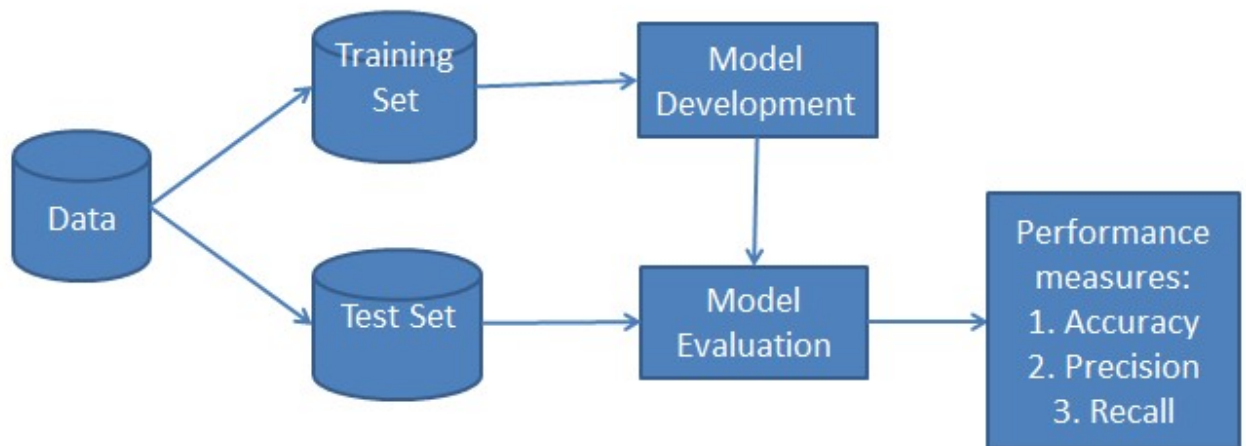 Data
Training
Set
Test Set
Model
Development
Model
Evaluation
Performance
measures:
1. Accuracy
2. Precision
3. Recall